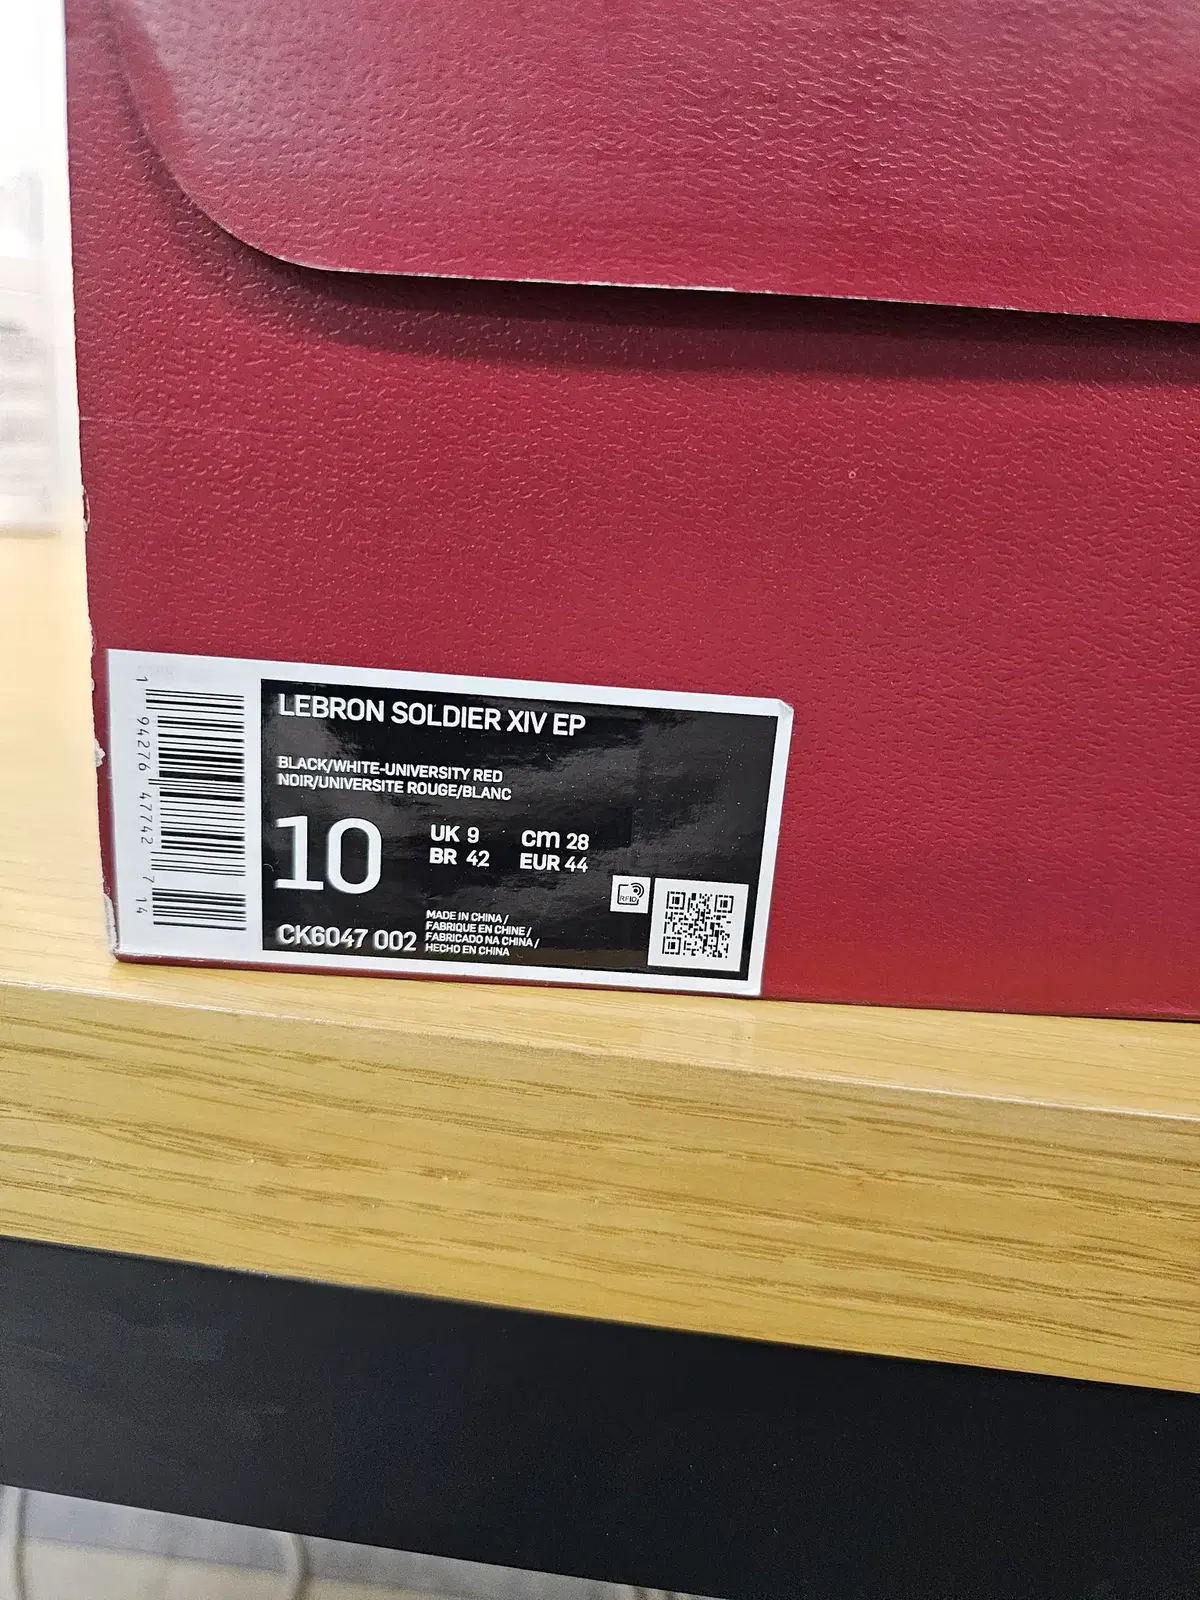 LEBRON SOLDIER XIV EP
BLACK/WHITE-UNIVERSITY RED
NOIR/UNIVERSITE ROUGE/BLANC
10
UK 9
cm 28
BR 42
EUR 44
RFID
CK6047 002
MADE IN CHINA /
FABRIQUE EN CHINE /
FABRICADO NA CHINA /
HECHO EN CHINA
1 94276 47742 7 14